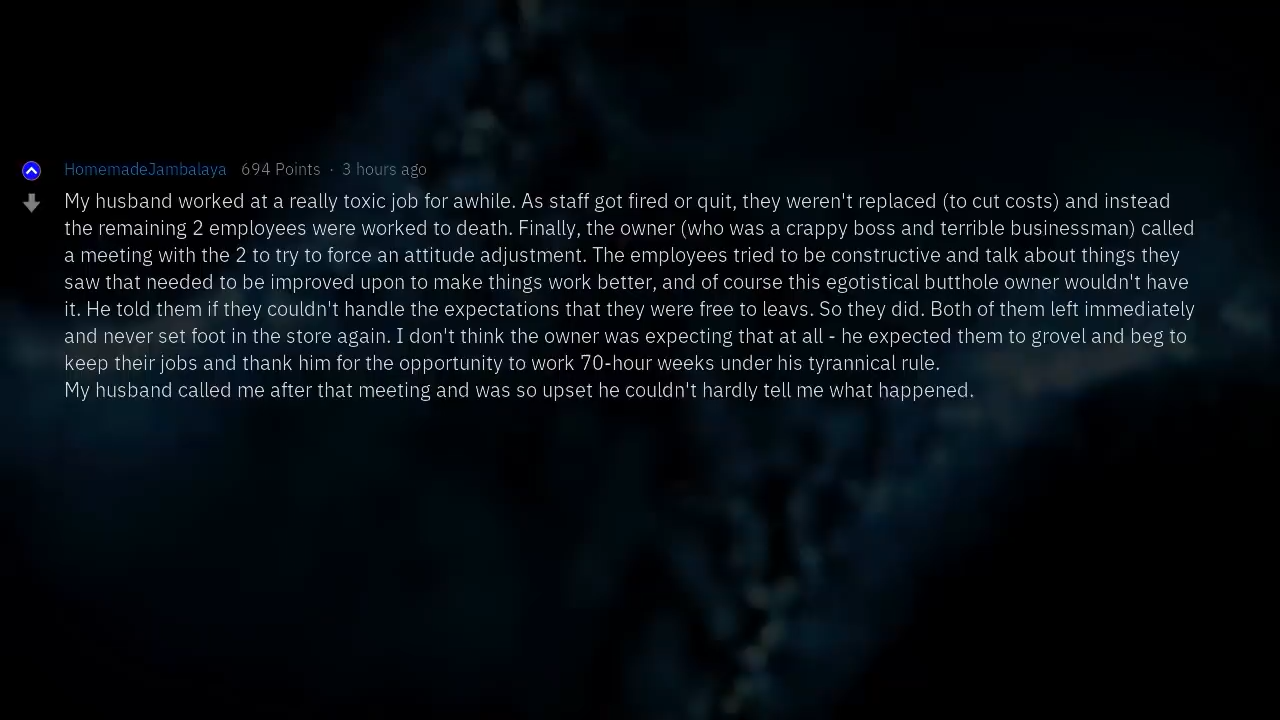 HomemadeJambalaya 694 Points · 3 hours ago
My husband worked at a really toxic job for awhile. As staff got fired or quit, they weren't replaced (to cut costs) and instead
the remaining 2 employees were worked to death. Finally, the owner (who was a crappy boss and terrible businessman) called
a meeting with the 2 to try to force an attitude adjustment. The employees tried to be constructive and talk about things they
saw that needed to be improved upon to make things work better, and of course this egotistical butthole owner wouldn't have
it. He told them if they couldn't handle the expectations that they were free to leavs. So they did. Both of them left immediately
and never set foot in the store again. I don't think the owner was expecting that at all - he expected them to grovel and beg to
keep their jobs and thank him for the opportunity to work 70-hour weeks under his tyrannical rule.
My husband called me after that meeting and was so upset he couldn't hardly tell me what happened.